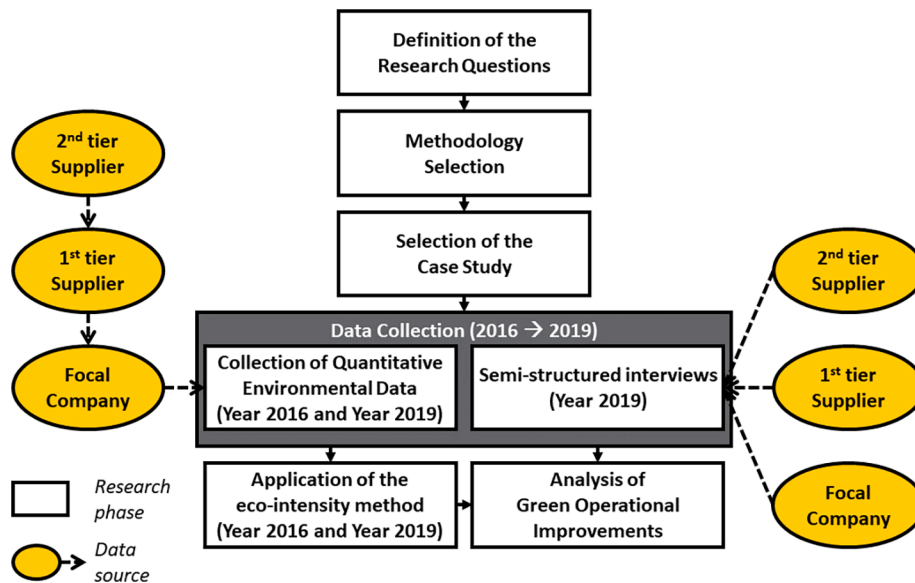 Definition of the
Research Questions
Methodology
Selection
Selection of the
Case Study
2nd tier
Supplier
1st tier
Supplier
Focal
Company
Data Collection (2016 → 2019)
Collection of Quantitative
Environmental Data
(Year 2016 and Year 2019)
Semi-structured interviews
(Year 2019)
2nd tier
Supplier
1st tier
Supplier
Focal
Company
Application of the
eco-intensity method
(Year 2016 and Year 2019)
Analysis of
Green Operational
Improvements
Research
phase
Data
source